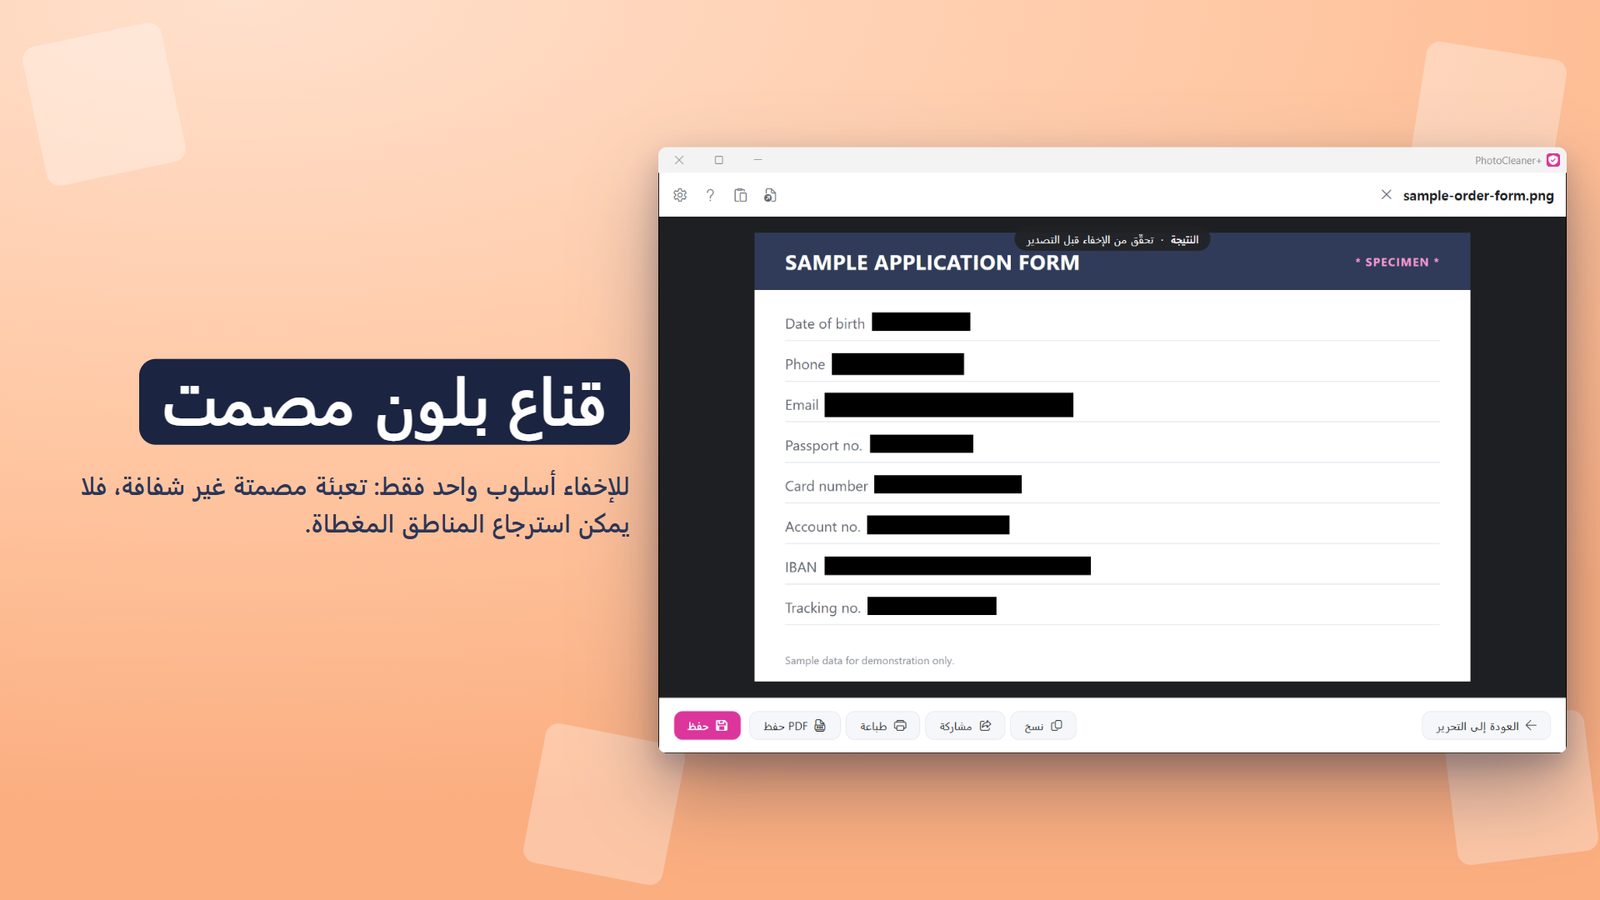 قناع بلون مصمت
للإخفاء أسلوب واحد فقط: تعبئة مصمتة غير شفافة، فلا
يمكن استرجاع المناطق المغطاة.
PhotoCleaner+
sample-order-form.png
النتيجة · تحقّق من الإخفاء قبل التصدير
SAMPLE APPLICATION FORM
* SPECIMEN *
Date of birth
Phone
Email
Passport no.
Card number
Account no.
IBAN
Tracking no.
Sample data for demonstration only.
العودة إلى التحرير
نسخ
مشاركة
طباعة
حفظ PDF
حفظ